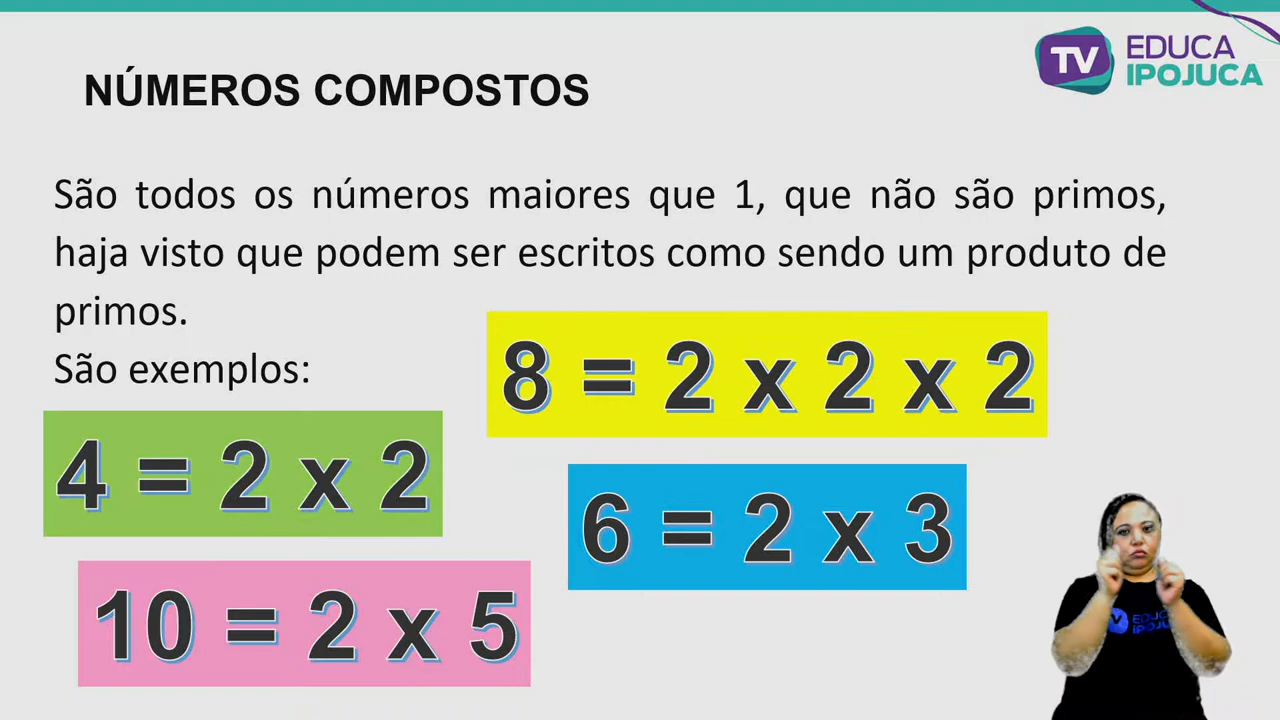 TV EDUCA
IPOJUCA
NÚMEROS COMPOSTOS
São todos os números maiores que 1, que não são primos,
haja visto que podem ser escritos como sendo um produto de
primos.
São exemplos:
8 = 2 x 2 x 2
4 = 2 x 2
6 = 2 x 3
10 = 2 x 5